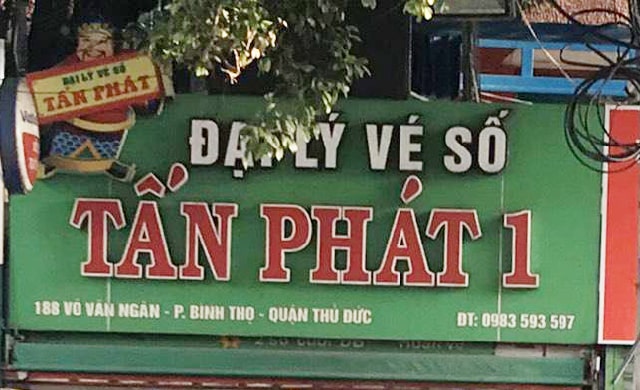 ĐẠI LÝ VÉ SỐ
TẤN PHÁT
ĐẠI LÝ VÉ SỐ
TẤN PHÁT 1
188 VÕ VĂN NGÂN - P. BÌNH THỌ - QUẬN THỦ ĐỨC
ĐT: 0983 593 597